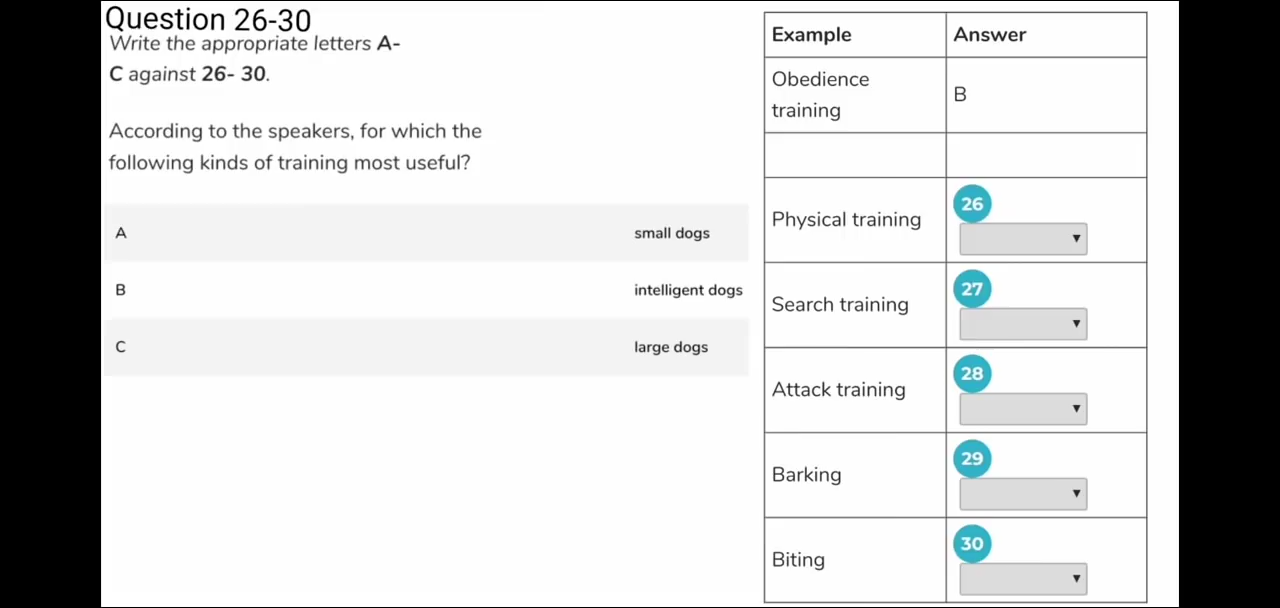 Question 26-30
Write the appropriate letters A-
C against 26- 30.
According to the speakers, for which the
following kinds of training most useful?
A small dogs
B intelligent dogs
C large dogs
Example Answer
Obedience
training
B
Physical training
26
Search training
27
Attack training
28
Barking
29
Biting
30